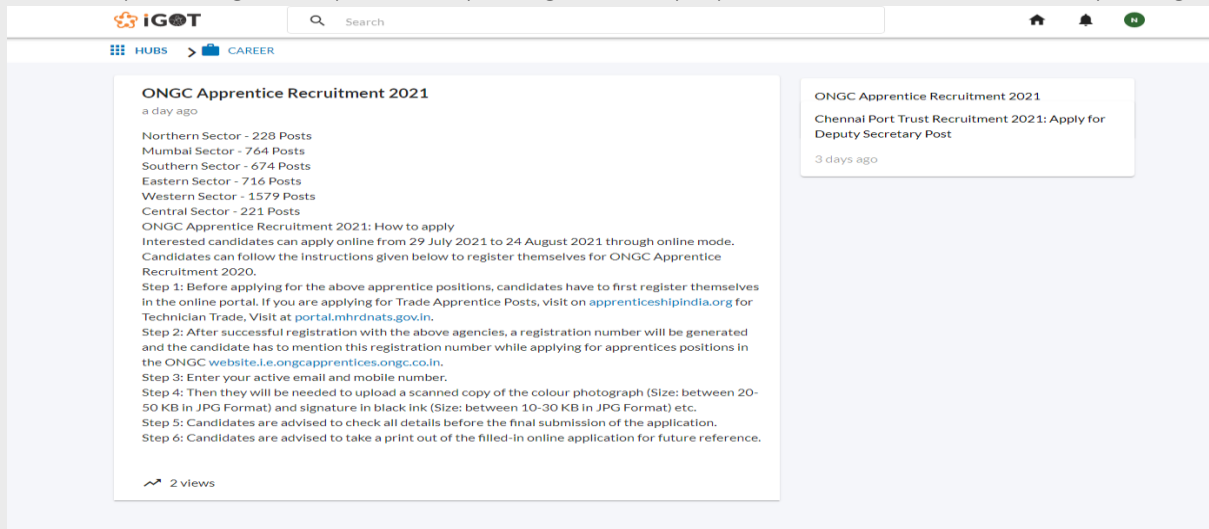 iGOT
Search
N
HUBS > CAREER
ONGC Apprentice Recruitment 2021
a day ago
Northern Sector - 228 Posts
Mumbai Sector - 764 Posts
Southern Sector - 674 Posts
Eastern Sector - 716 Posts
Western Sector - 1579 Posts
Central Sector - 221 Posts
ONGC Apprentice Recruitment 2021: How to apply
Interested candidates can apply online from 29 July 2021 to 24 August 2021 through online mode.
Candidates can follow the instructions given below to register themselves for ONGC Apprentice
Recruitment 2020.
Step 1: Before applying for the above apprentice positions, candidates have to first register themselves
in the online portal. If you are applying for Trade Apprentice Posts, visit on apprenticeshipindia.org for
Technician Trade, Visit at portal.mhrdnats.gov.in.
Step 2: After successful registration with the above agencies, a registration number will be generated
and the candidate has to mention this registration number while applying for apprentices positions in
the ONGC website.i.e.ongcapprentices.ongc.co.in.
Step 3: Enter your active email and mobile number.
Step 4: Then they will be needed to upload a scanned copy of the colour photograph (Size: between 20-
50 KB in JPG Format) and signature in black ink (Size: between 10-30 KB in JPG Format) etc.
Step 5: Candidates are advised to check all details before the final submission of the application.
Step 6: Candidates are advised to take a print out of the filled-in online application for future reference.
2 views
ONGC Apprentice Recruitment 2021
Chennai Port Trust Recruitment 2021: Apply for
Deputy Secretary Post
3 days ago